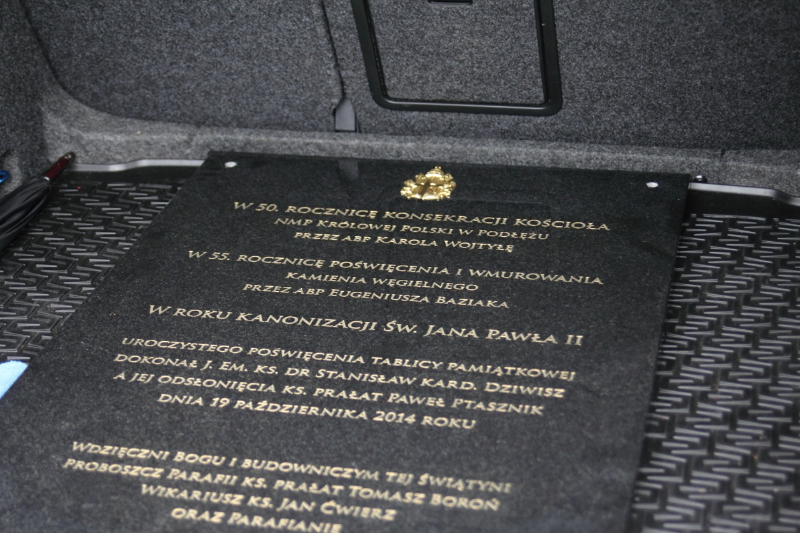 W 50. ROCZNICĘ KONSEKRACJI KOŚCIOŁA
NMP KRÓLOWEJ POLSKI W PODŁĘŻU
PRZEZ ABP KAROLA WOJTYŁĘ
W 55. ROCZNICĘ POŚWIĘCENIA I WMUROWANIA
KAMIENIA WĘGIELNEGO
PRZEZ ABP EUGENIUSZA BAZIAKA
W ROKU KANONIZACJI ŚW. JANA PAWŁA II
UROCZYSTEGO POŚWIĘCENIA TABLICY PAMIĄTKOWEJ
DOKONAŁ J. EM. KS. DR STANISŁAW KARD. DZIWISZ
A JEJ ODSŁONIĘCIA KS. PRAŁAT PAWEŁ PTASZNIK
DNIA 19 PAŹDZIERNIKA 2014 ROKU
WDZIĘCZNI BOGU I BUDOWNICZYM TEJ ŚWIĄTYNI
PROBOSZCZ PARAFII KS. PRAŁAT TOMASZ BOROŃ
WIKARIUSZ KS. JAN ĆWIERZ
ORAZ PARAFIANIE